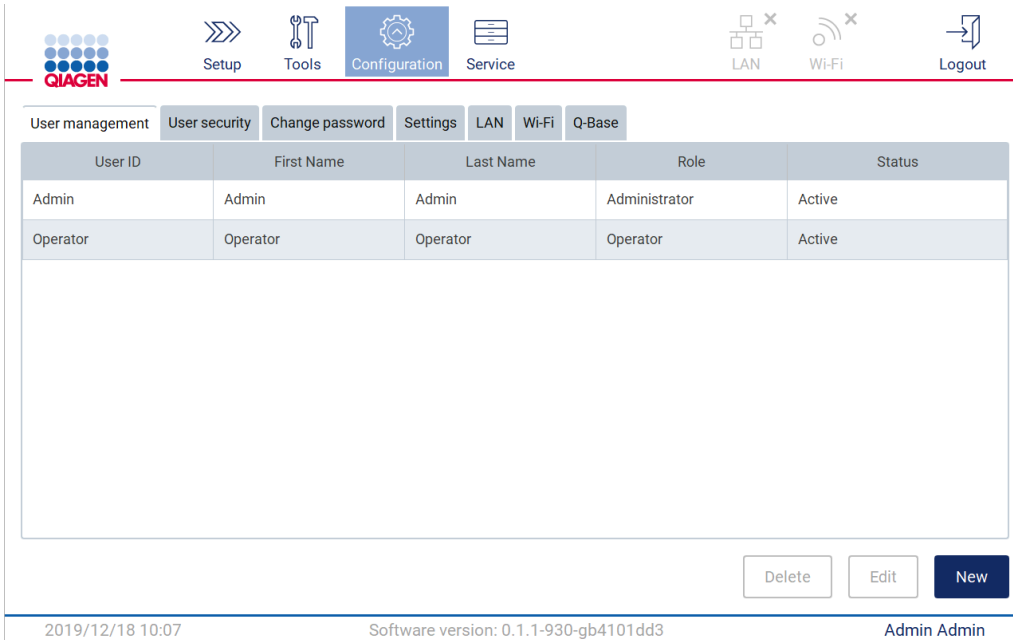 QIAGEN
Setup Tools Configuration Service LAN Wi-Fi Logout
User management User security Change password Settings LAN Wi-Fi Q-Base
User ID First Name Last Name Role Status
Admin Admin Admin Administrator Active
Operator Operator Operator Operator Active
Delete Edit New
2019/12/18 10:07 Software version: 0.1.1-930-gb4101dd3 Admin Admin